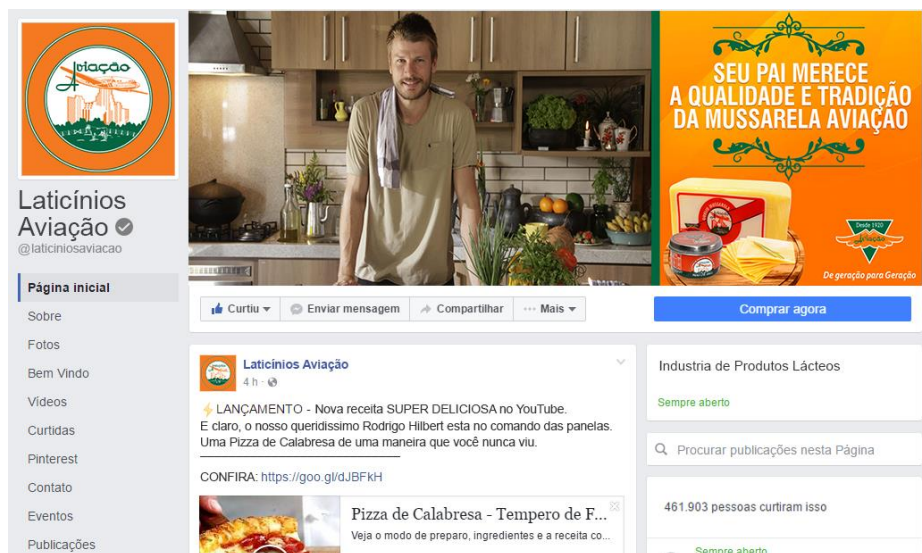 Aviação
Laticínios
Aviação
@laticiniosaviacao
Página inicial
Sobre
Fotos
Bem Vindo
Vídeos
Curtidas
Pinterest
Contato
Eventos
Publicações
SEU PAI MERECE
A QUALIDADE E TRADIÇÃO
DA MUSSARELA AVIAÇÃO
Desde 1920
Aviação
De geração para Geração
Curtiu
Enviar mensagem
Compartilhar
Mais
Comprar agora
Laticínios Aviação
4 h ·
LANÇAMENTO - Nova receita SUPER DELICIOSA no YouTube.
E claro, o nosso queridissimo Rodrigo Hilbert esta no comando das panelas.
Uma Pizza de Calabresa de uma maneira que você nunca viu.
CONFIRA: https://goo.gl/dJBFkH
Pizza de Calabresa - Tempero de F...
Veja o modo de preparo, ingredientes e a receita co...
Industria de Produtos Lácteos
Sempre aberto
Procurar publicações nesta Página
461.903 pessoas curtiram isso
Sempre aberto